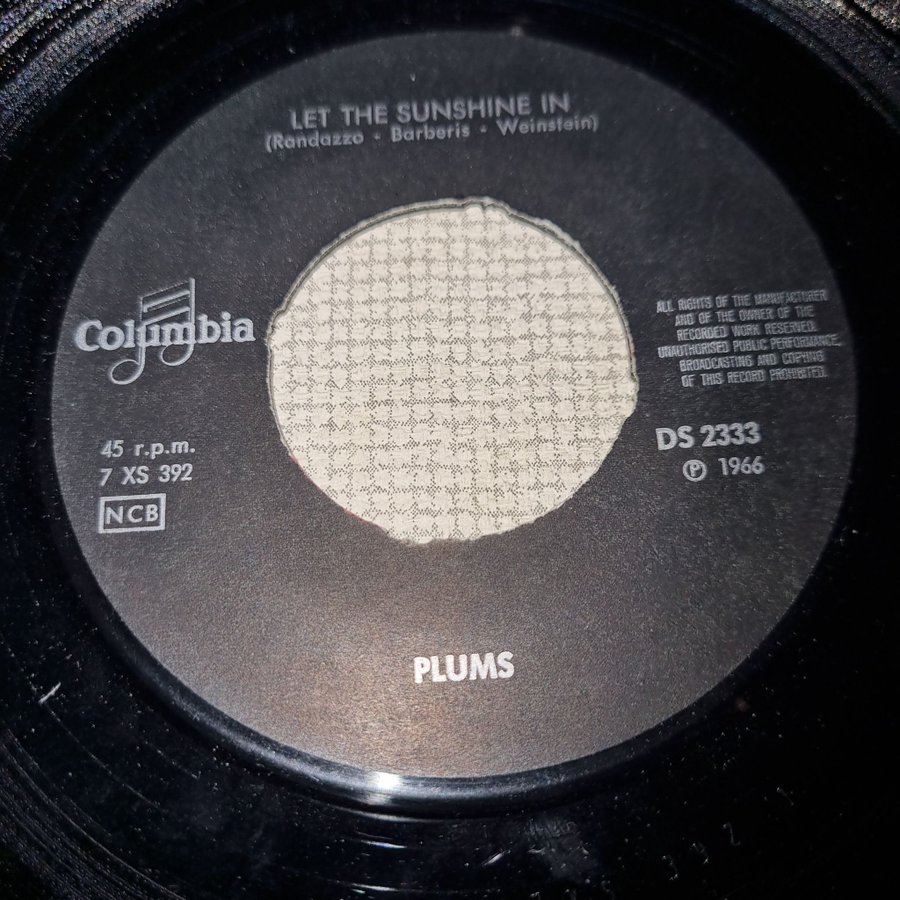 LET THE SUNSHINE IN
(Randazzo - Barberis - Weinstein)
Columbia
ALL RIGHTS OF THE MANUFACTURER
AND OF THE OWNER OF THE
RECORDED WORK RESERVED.
UNAUTHORISED PUBLIC PERFORMANCE,
BROADCASTING AND COPYING
OF THIS RECORD PROHIBITED.
45 r.p.m.
7 XS 392
NCB
DS 2333
Ⓟ 1966
PLUMS